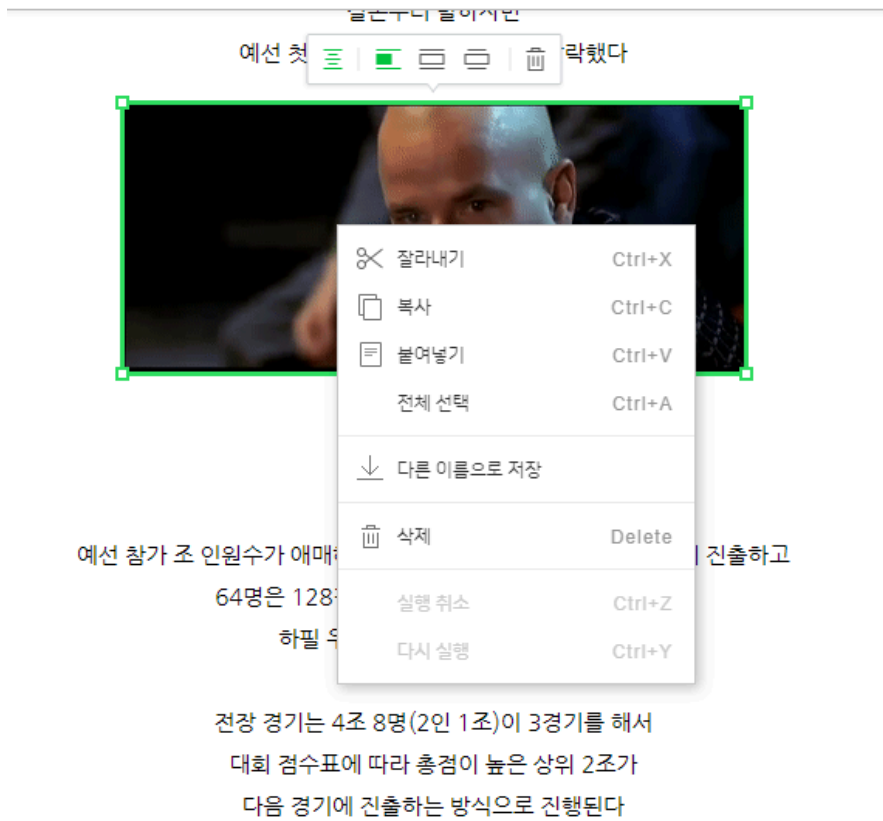 예선 첫 락했다
잘라내기 Ctrl+X
복사 Ctrl+C
붙여넣기 Ctrl+V
전체 선택 Ctrl+A
다른 이름으로 저장
삭제 Delete
실행 취소 Ctrl+Z
다시 실행 Ctrl+Y
예선 참가 조 인원수가 진출하고
64명은
하필
전장 경기는 4조 8명(2인 1조)이 3경기를 해서
대회 점수표에 따라 총점이 높은 상위 2조가
다음 경기에 진출하는 방식으로 진행된다